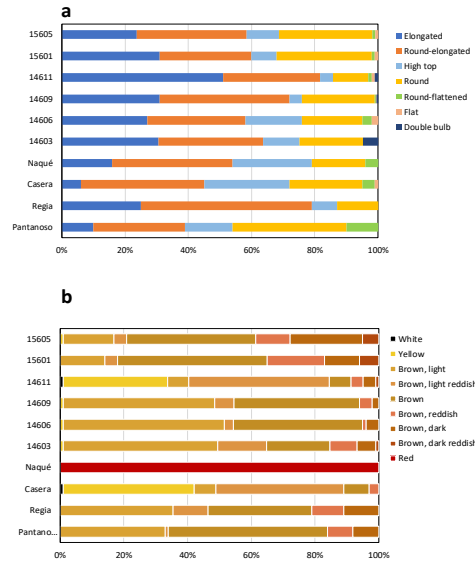 a
15605
15601
14611
14609
14606
14603
Naqué
Casera
Regia
Pantanoso
0% 20% 40% 60% 80% 100%
Elongated
Round-elongated
High top
Round
Round-flattened
Flat
Double bulb
b
15605
15601
14611
14609
14606
14603
Naqué
Casera
Regia
Pantano...
0% 20% 40% 60% 80% 100%
White
Yellow
Brown, light
Brown, light reddish
Brown
Brown, reddish
Brown, dark
Brown, dark reddish
Red